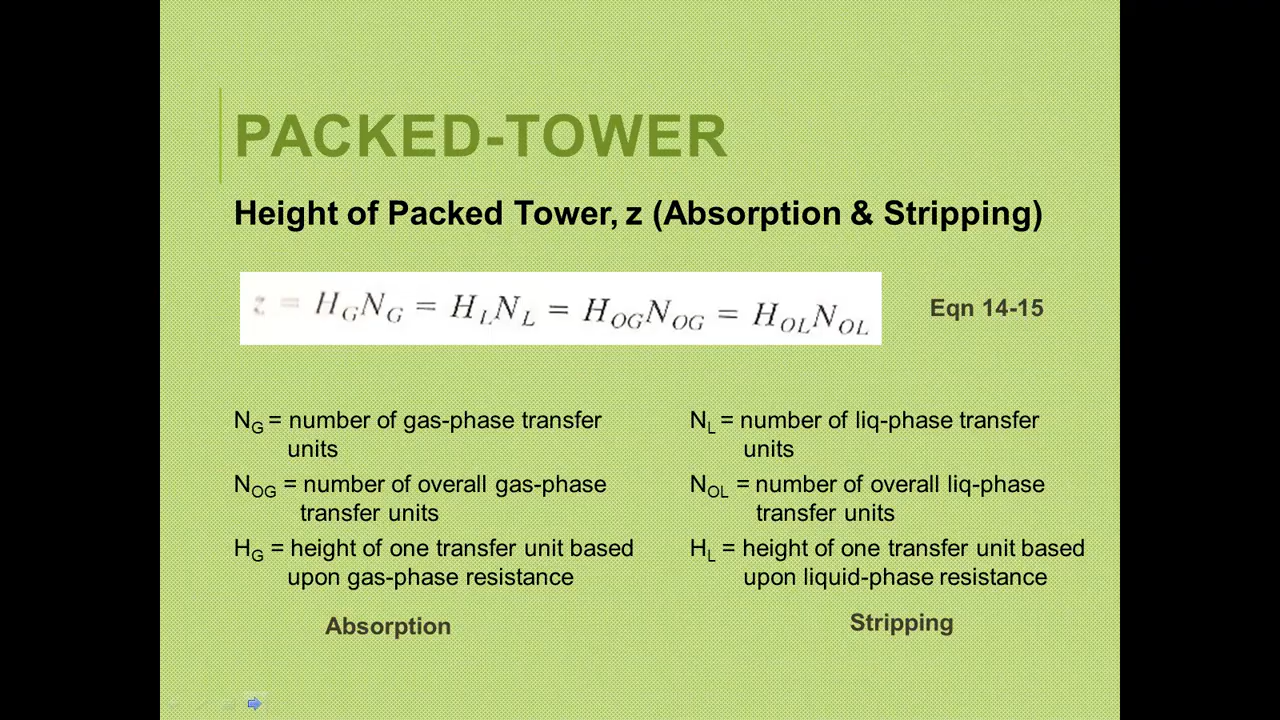 PACKED-TOWER
Height of Packed Tower, z (Absorption & Stripping)
z = H_G N_G = H_L N_L = H_OG N_OG = H_OL N_OL
Eqn 14-15
N_G = number of gas-phase transfer
units
N_OG = number of overall gas-phase
transfer units
H_G = height of one transfer unit based
upon gas-phase resistance
Absorption
N_L = number of liq-phase transfer
units
N_OL = number of overall liq-phase
transfer units
H_L = height of one transfer unit based
upon liquid-phase resistance
Stripping